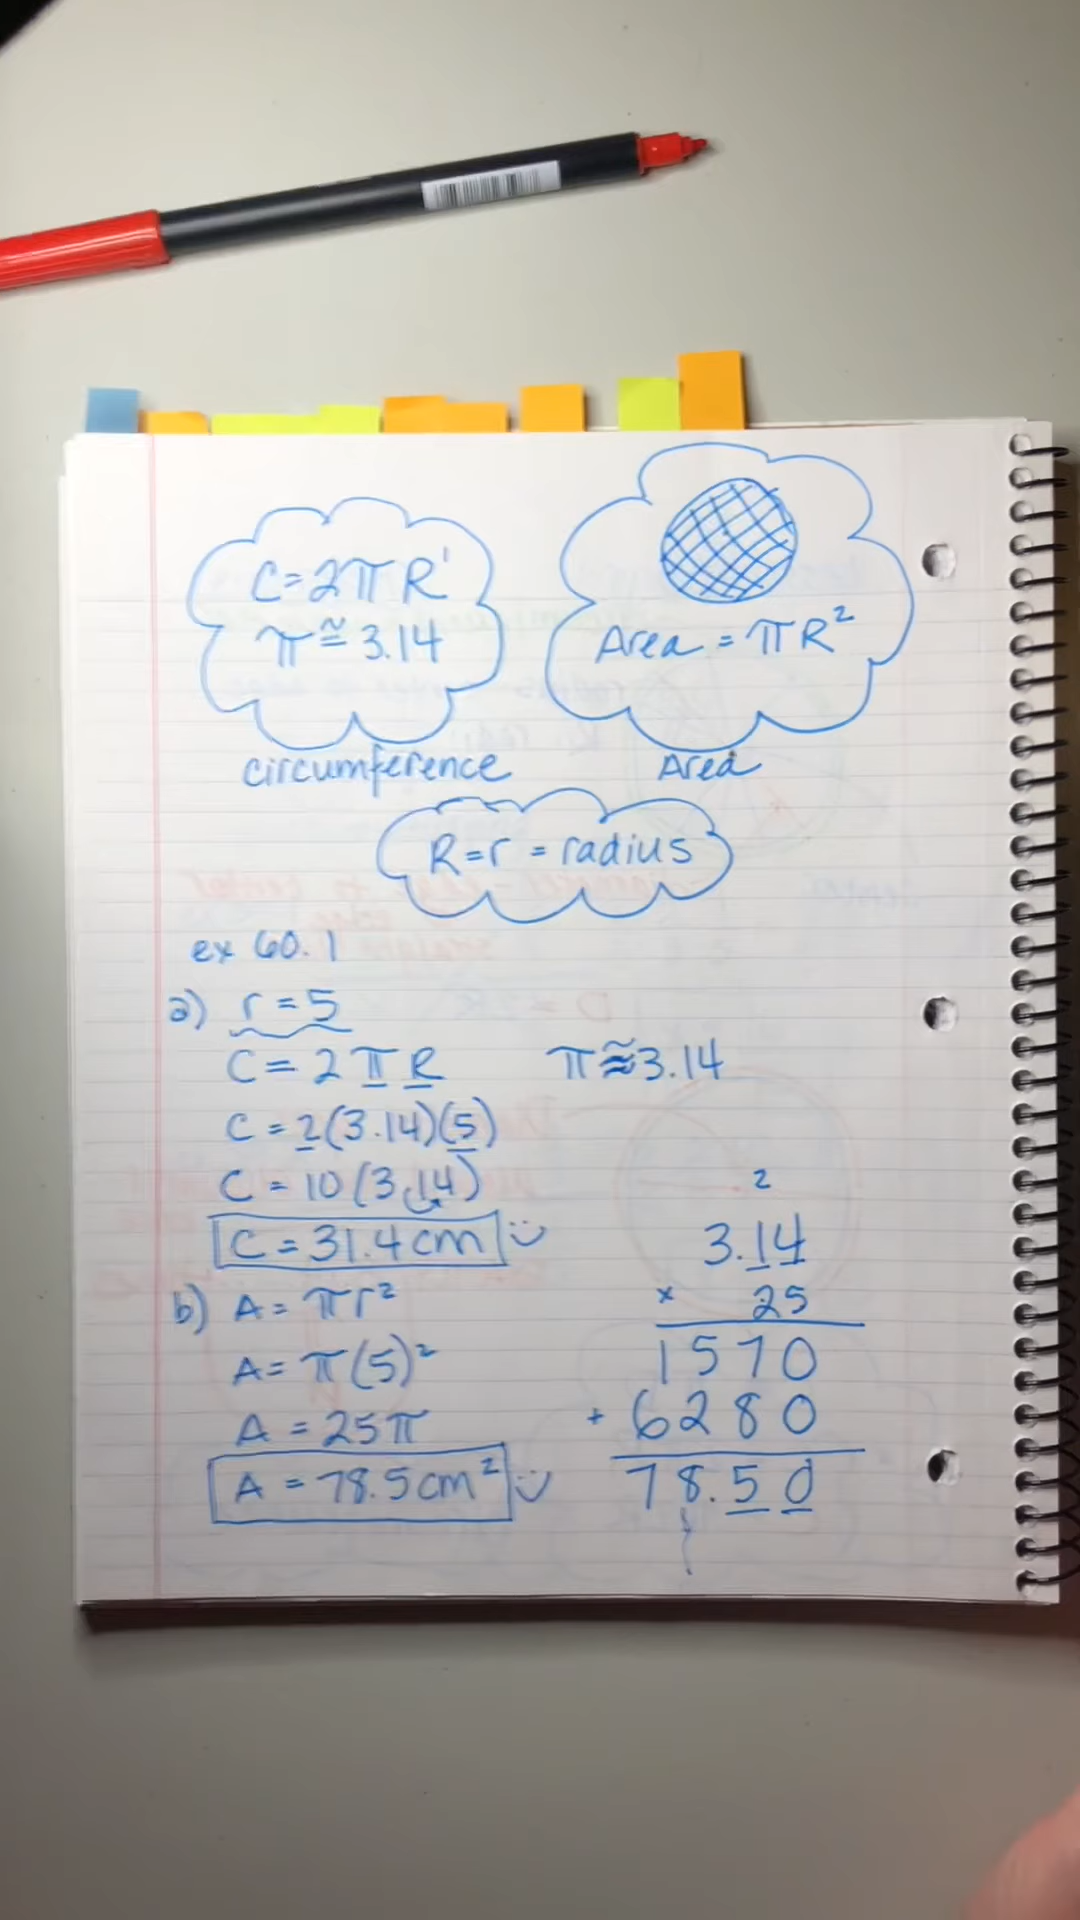 C = 2πR¹
π ≅ 3.14
circumference
Area = πR²
Area
R = r = radius
ex 60.1
a) r = 5
C = 2πR
π ≈ 3.14
C = 2(3.14)(5)
C = 10(3.14)
C = 31.4cm
b) A = πr²
A = π(5)²
A = 25π
A = 78.5cm²
2
3.14
× 25
1570
+ 6280
78.50